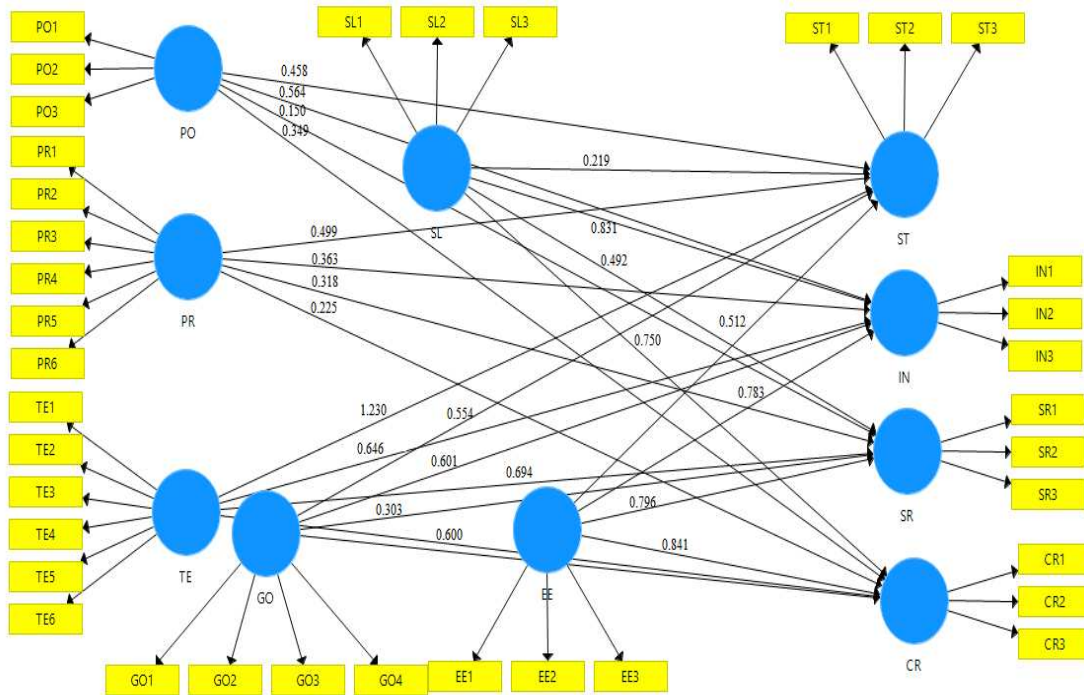 PO1
PO2
PO3
PO
PR1
PR2
PR3
PR4
PR5
PR6
PR
TE1
TE2
TE3
TE4
TE5
TE6
TE
GO
GO1
GO2
GO3
GO4
EE
EE1
EE2
EE3
SL1
SL2
SL3
SL
ST1
ST2
ST3
ST
IN1
IN2
IN3
IN
SR1
SR2
SR3
SR
CR1
CR2
CR3
CR
0.458
0.564
0.150
0.349
0.219
0.831
0.492
0.750
0.499
0.363
0.318
0.225
0.512
0.783
0.796
0.841
1.230
0.554
0.646
0.601
0.694
0.303
0.600